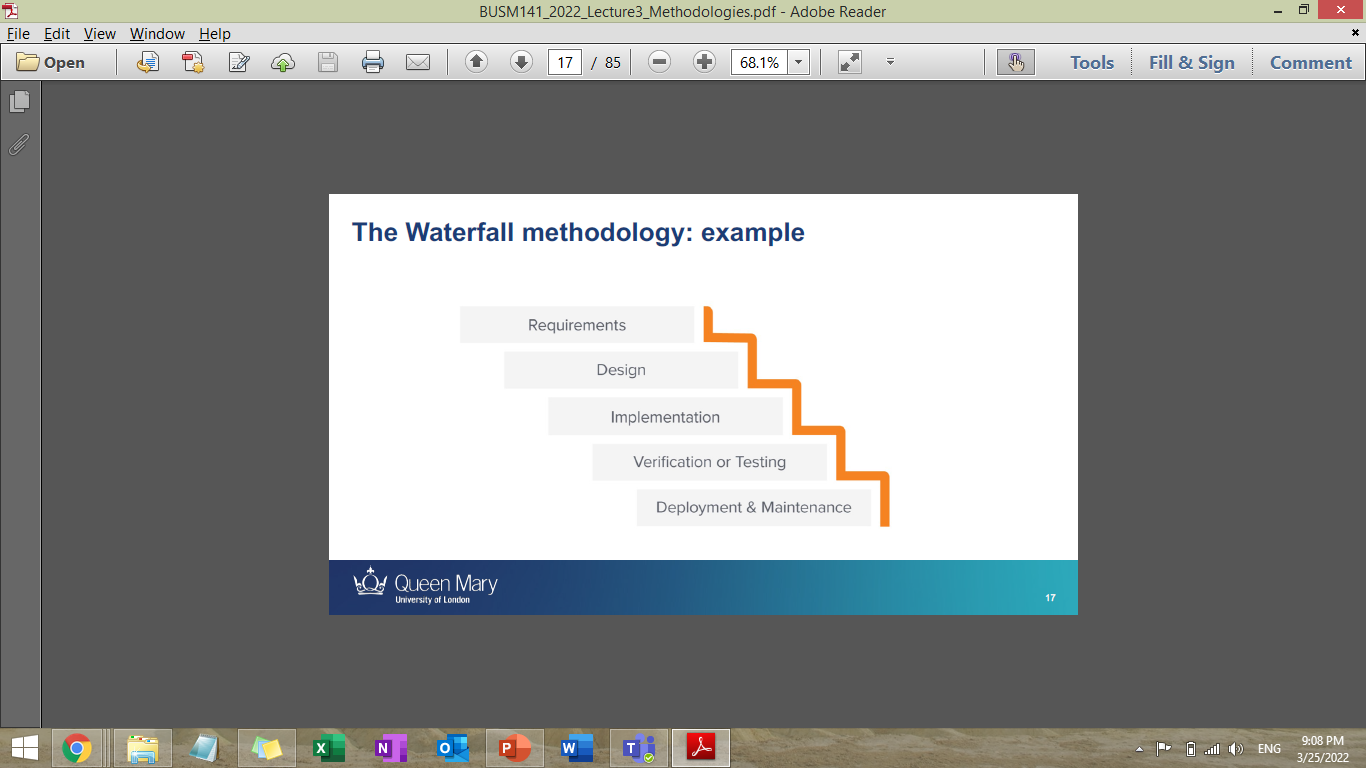 BUSM141_2022_Lecture3_Methodologies.pdf - Adobe Reader
File Edit View Window Help
Open 17 / 85 68.1% Tools Fill & Sign Comment
The Waterfall methodology: example
Requirements
Design
Implementation
Verification or Testing
Deployment & Maintenance
Queen Mary
University of London
17
ENG
9:08 PM
3/25/2022